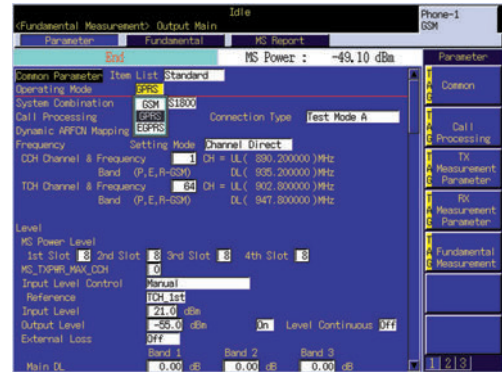 Idle
Phone-1
GSM
<Fundamental Measurement> Output Main
Parameter Fundamental MS Report
End MS Power : -49.10 dBm
Parameter
Common Parameter Item List Standard
Operating Mode GPRS
System Combination GSM S1800
Call Processing GPRS Connection Type Test Mode A
Dynamic ARFCN Mapping EGPRS
Frequency Setting Mode Channel Direct
CCH Channel & Frequency 1 CH = UL( 890.200000)MHz
Band (P,E,R-GSM) DL( 935.200000)MHz
TCH Channel & Frequency 64 CH = UL( 902.800000)MHz
Band (P,E,R-GSM) DL( 947.800000)MHz
Level
MS Power Level
1st Slot 8 2nd Slot 8 3rd Slot 8 4th Slot 8
MS_TXPWR_MAX_CCH 0
Input Level Control Manual
Reference TCH_1st
Input Level 21.0 dBm
Output Level -55.0 dBm On Level Continuous Off
External Loss Off
Band 1 Band 2 Band 3
Main DL 0.00 dB 0.00 dB 0.00 dB
TAG Common
TAG Call Processing
TAG TX Measurement Parameter
TAG RX Measurement Parameter
TAG Fundamental Measurement
1 2 3